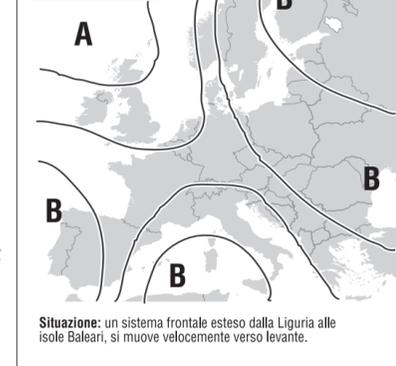 B
A
B
B
B
Situazione: un sistema frontale esteso dalla Liguria alle
isole Baleari, si muove velocemente verso levante.